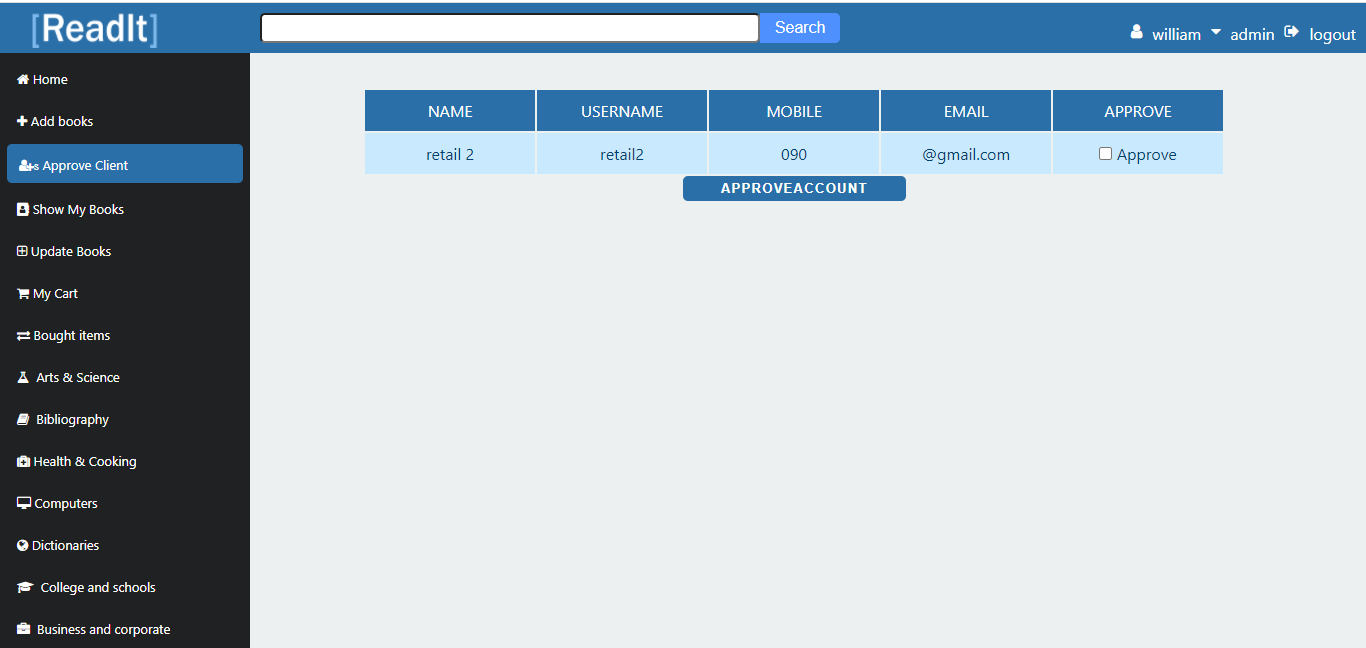 [ReadIt]
Search
william admin logout
Home
Add books
s Approve Client
Show My Books
Update Books
My Cart
Bought items
Arts & Science
Bibliography
Health & Cooking
Computers
Dictionaries
College and schools
Business and corporate
NAME USERNAME MOBILE EMAIL APPROVE
retail 2 retail2 090 @gmail.com Approve
APPROVEACCOUNT